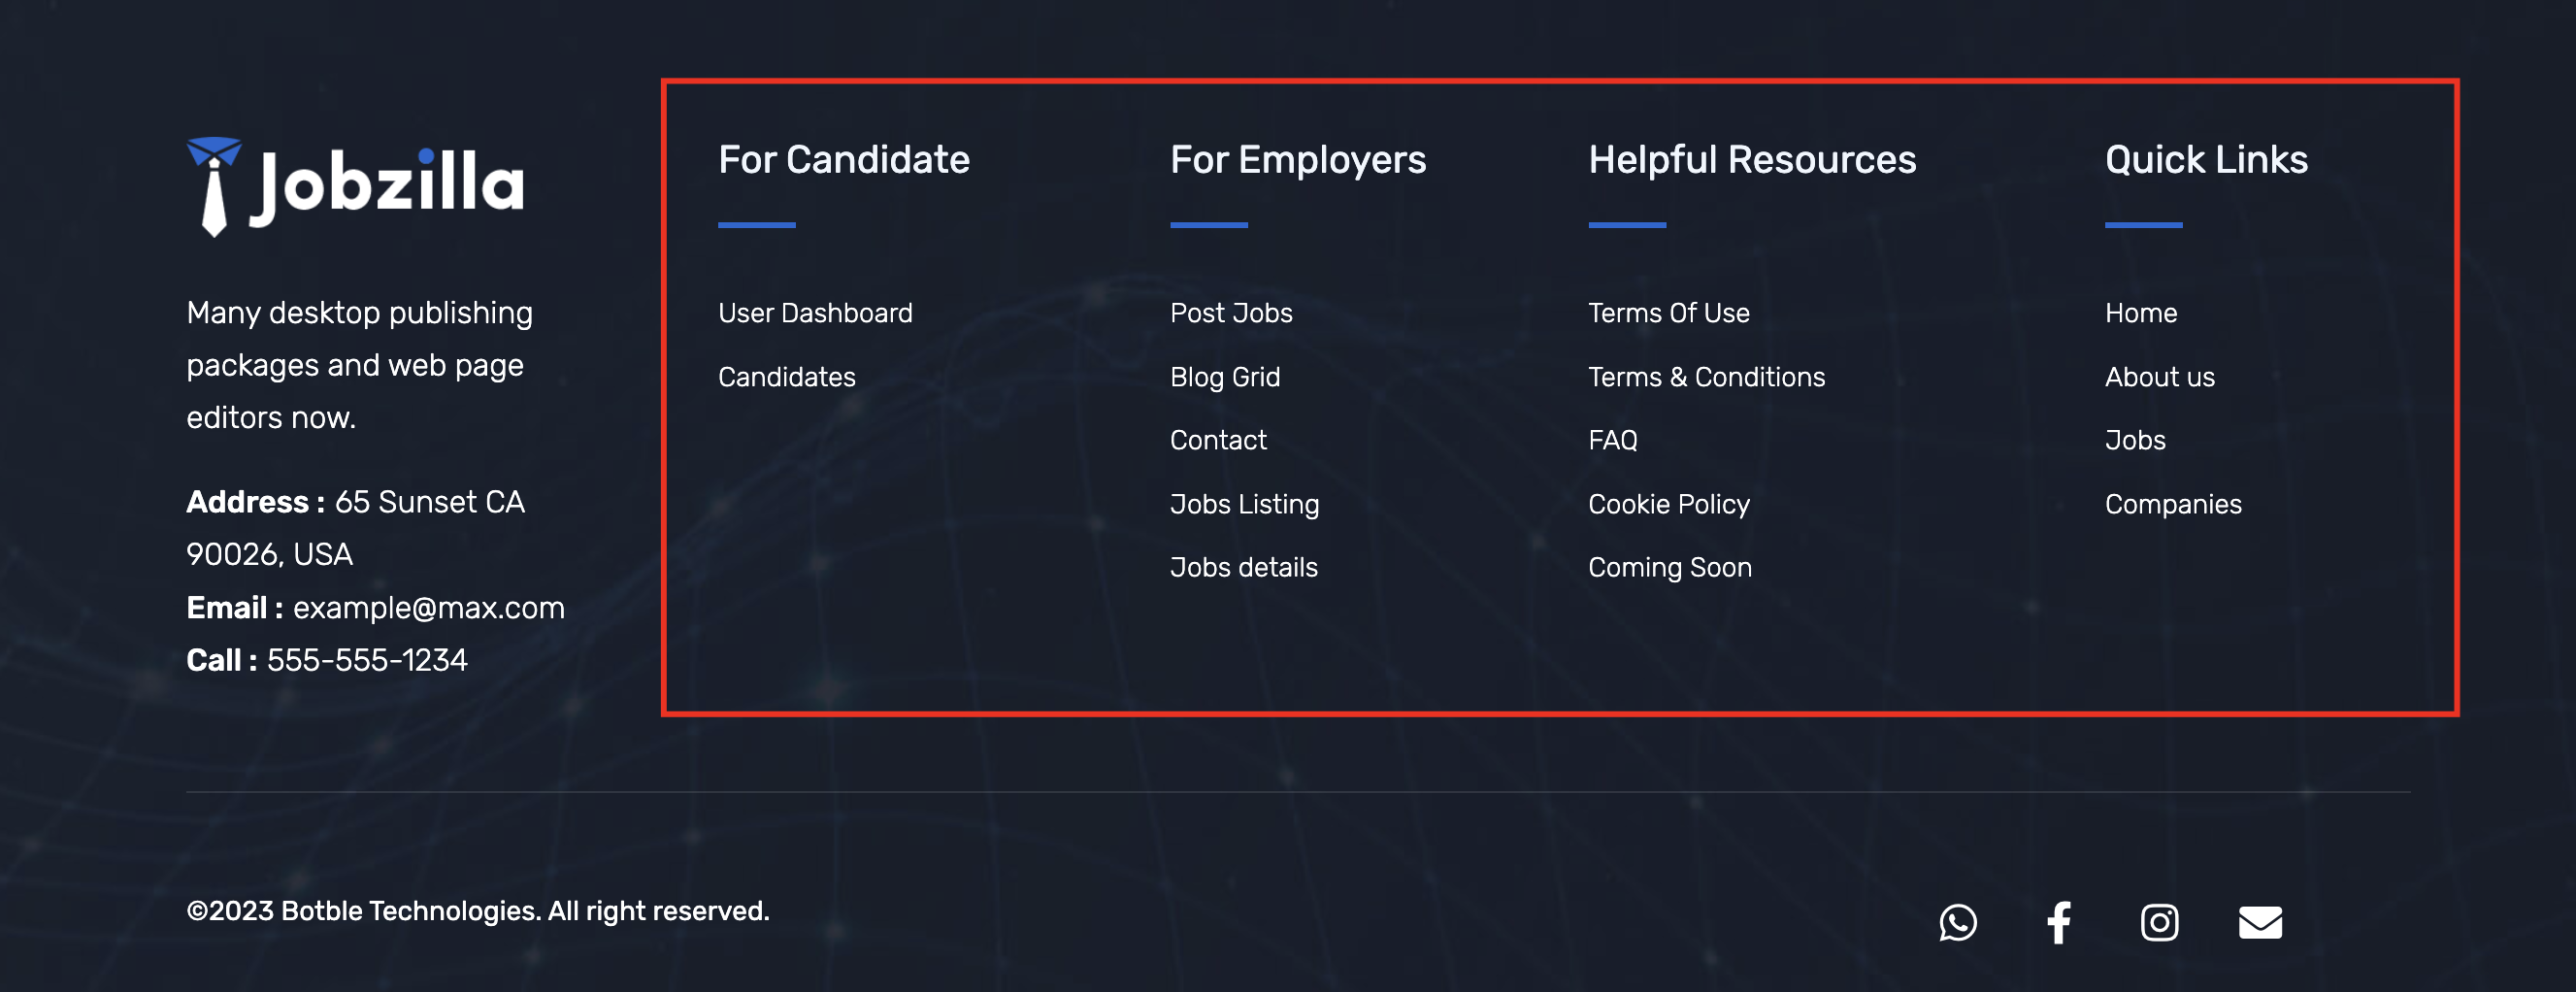 Jobzilla
Many desktop publishing
packages and web page
editors now.
Address : 65 Sunset CA
90026, USA
Email : example@max.com
Call : 555-555-1234
For Candidate
User Dashboard
Candidates
For Employers
Post Jobs
Blog Grid
Contact
Jobs Listing
Jobs details
Helpful Resources
Terms Of Use
Terms & Conditions
FAQ
Cookie Policy
Coming Soon
Quick Links
Home
About us
Jobs
Companies
©2023 Botble Technologies. All right reserved.